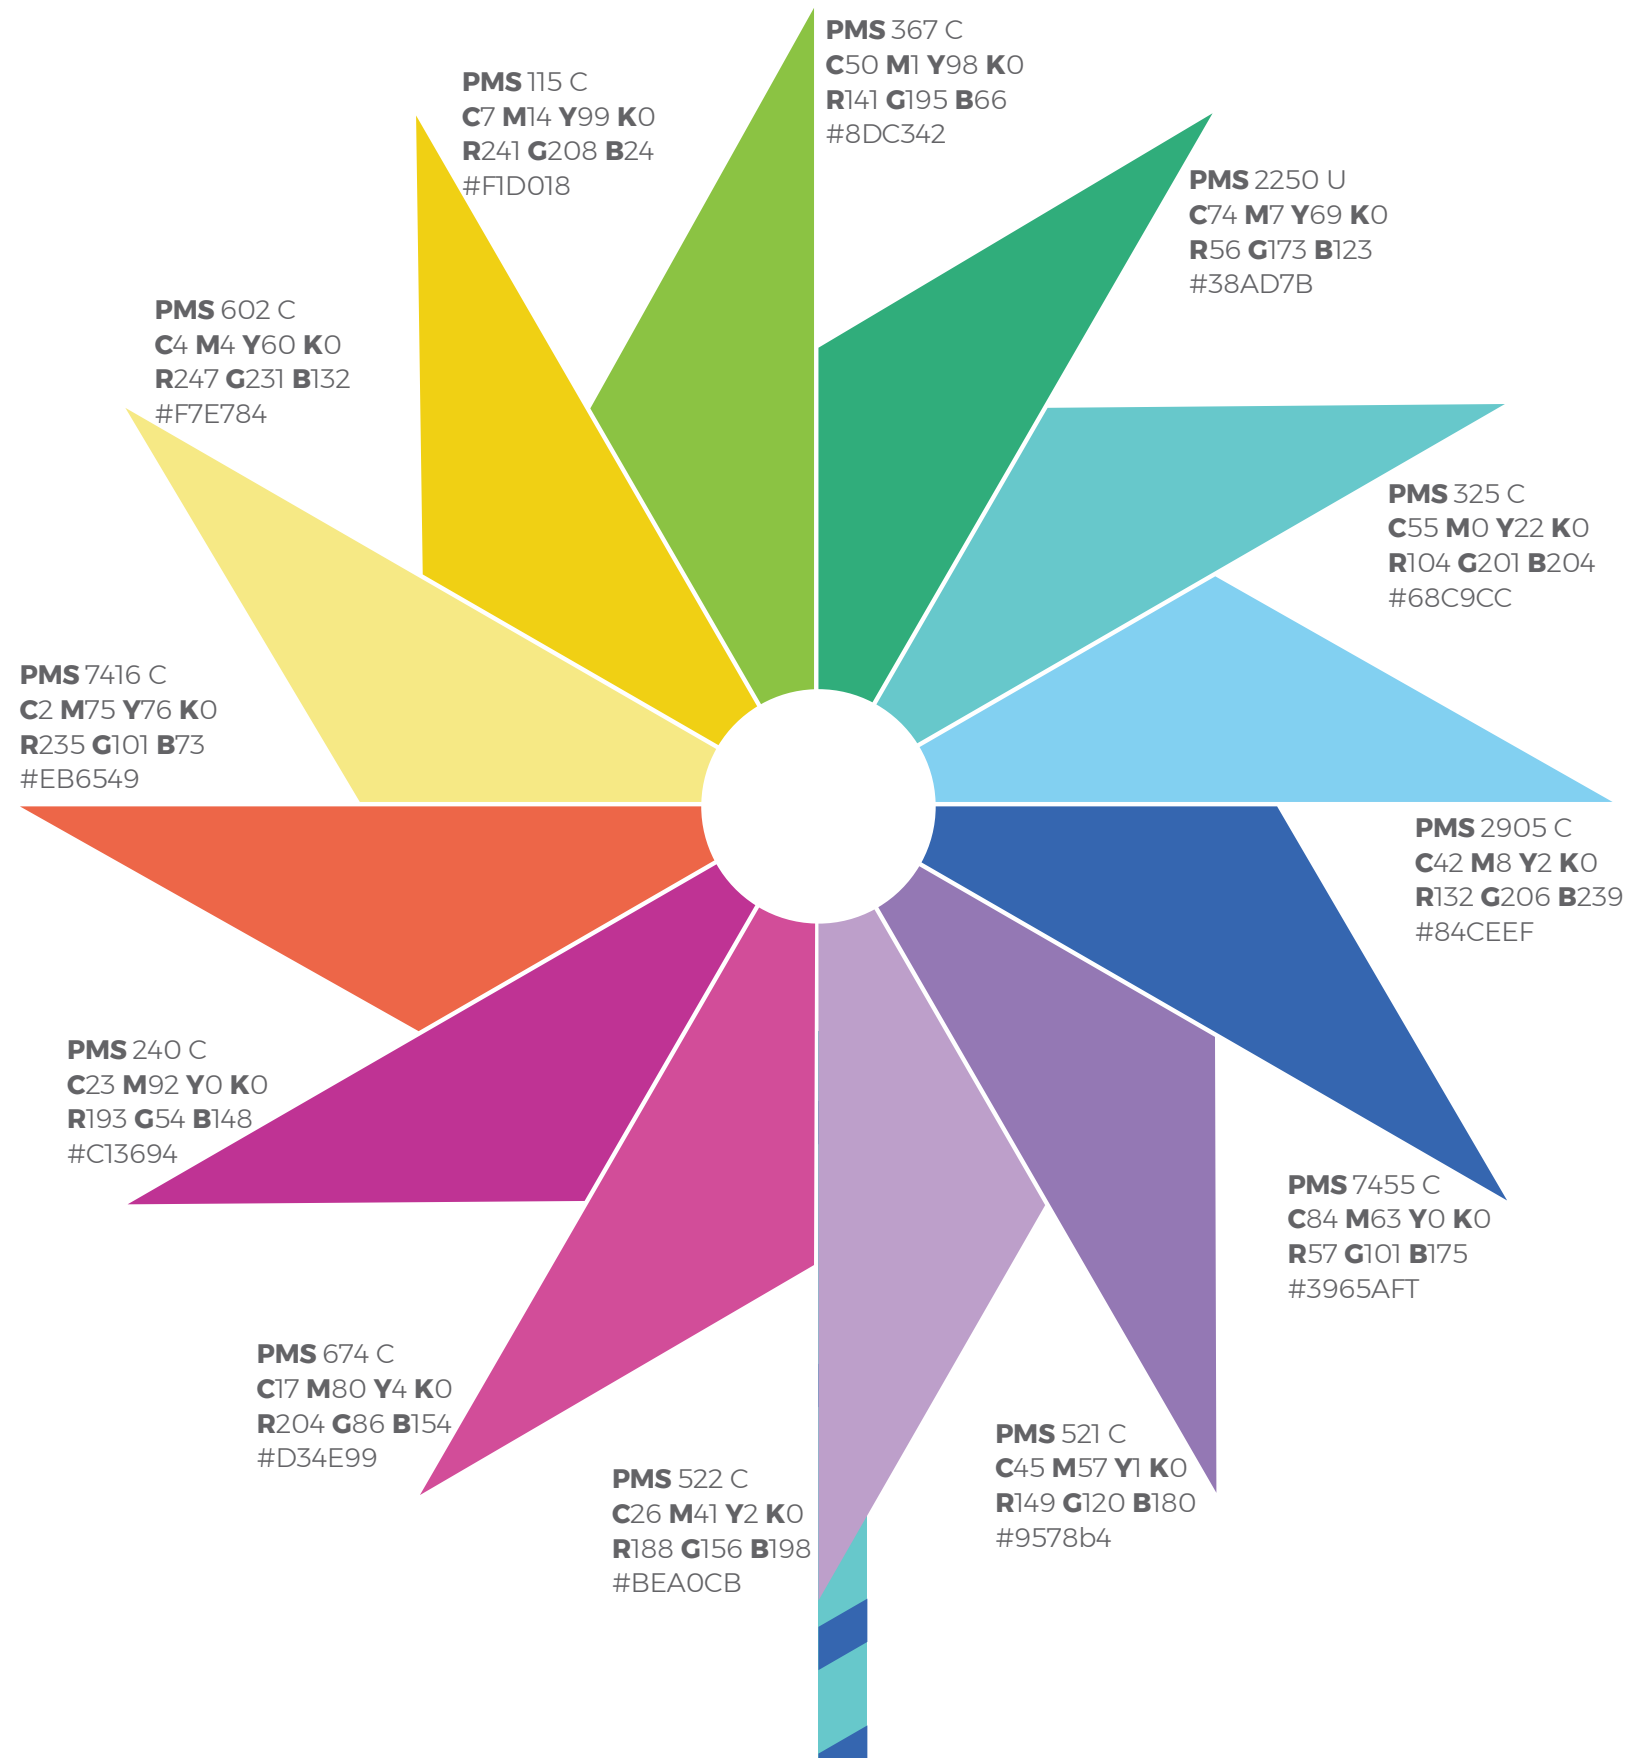 PMS 367 C
C50 M1 Y98 K0
R141 G195 B66
#8DC342
PMS 115 C
C7 M14 Y99 K0
R241 G208 B24
#F1D018
PMS 2250 U
C74 M7 Y69 K0
R56 G173 B123
#38AD7B
PMS 602 C
C4 M4 Y60 K0
R247 G231 B132
#F7E784
PMS 325 C
C55 M0 Y22 K0
R104 G201 B204
#68C9CC
PMS 7416 C
C2 M75 Y76 K0
R235 G101 B73
#EB6549
PMS 2905 C
C42 M8 Y2 K0
R132 G206 B239
#84CEEF
PMS 240 C
C23 M92 Y0 K0
R193 G54 B148
#C13694
PMS 7455 C
C84 M63 Y0 K0
R57 G101 B175
#3965AFT
PMS 674 C
C17 M80 Y4 K0
R204 G86 B154
#D34E99
PMS 521 C
C45 M57 Y1 K0
R149 G120 B180
#9578b4
PMS 522 C
C26 M41 Y2 K0
R188 G156 B198
#BEA0CB